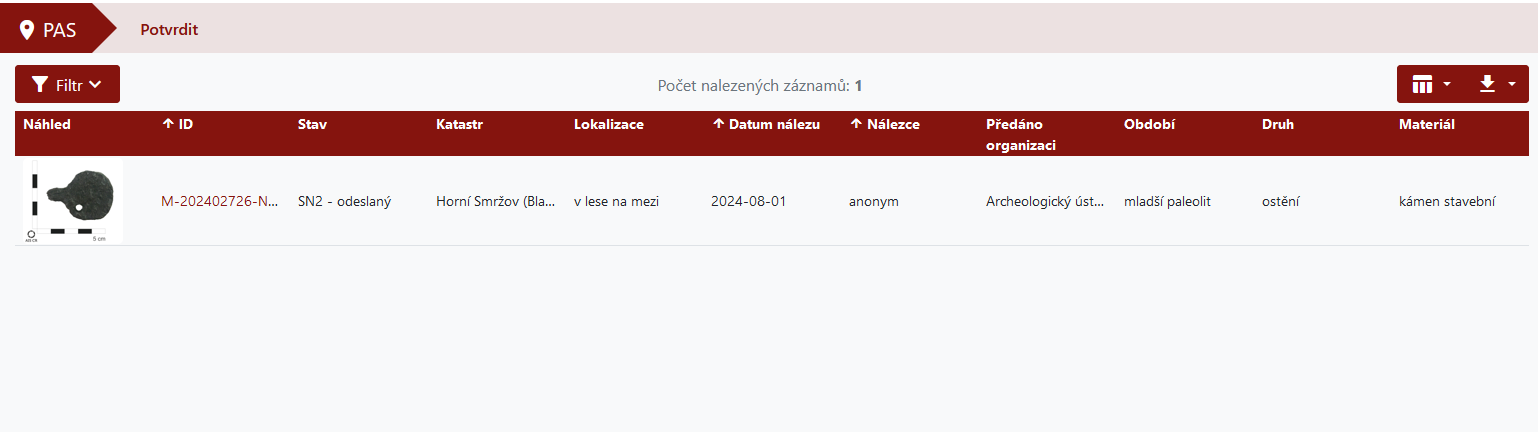 PAS
Potvrdit
Filtr
Počet nalezených záznamů: 1
Náhled
ID
Stav
Katastr
Lokalizace
Datum nálezu
Nálezce
Předáno
organizaci
Období
Druh
Materiál
M-202402726-N...
SN2 - odeslaný
Horní Smržov (Bla...
v lese na mezi
2024-08-01
anonym
Archeologický úst...
mladší paleolit
ostění
kámen stavební
5 cm